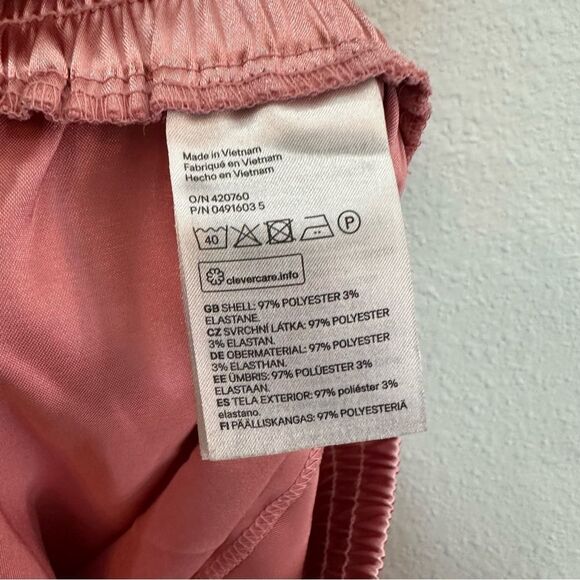 Made in Vietnam
Fabriqué en Vietnam
Hecho en Vietnam
O/N 420760
P/N 0491603 5
40 P
clevercare.info
GB SHELL: 97% POLYESTER 3%
ELASTANE.
CZ SVRCHNÍ LÁTKA: 97% POLYESTER
3% ELASTAN.
DE OBERMATERIAL: 97% POLYESTER
3% ELASTHAN.
EE ÜMBRIS: 97% POLÜESTER 3%
ELASTAAN.
ES TELA EXTERIOR: 97% poliéster 3%
elastano.
FI PÄÄLLISKANGAS: 97% POLYESTERIÄ